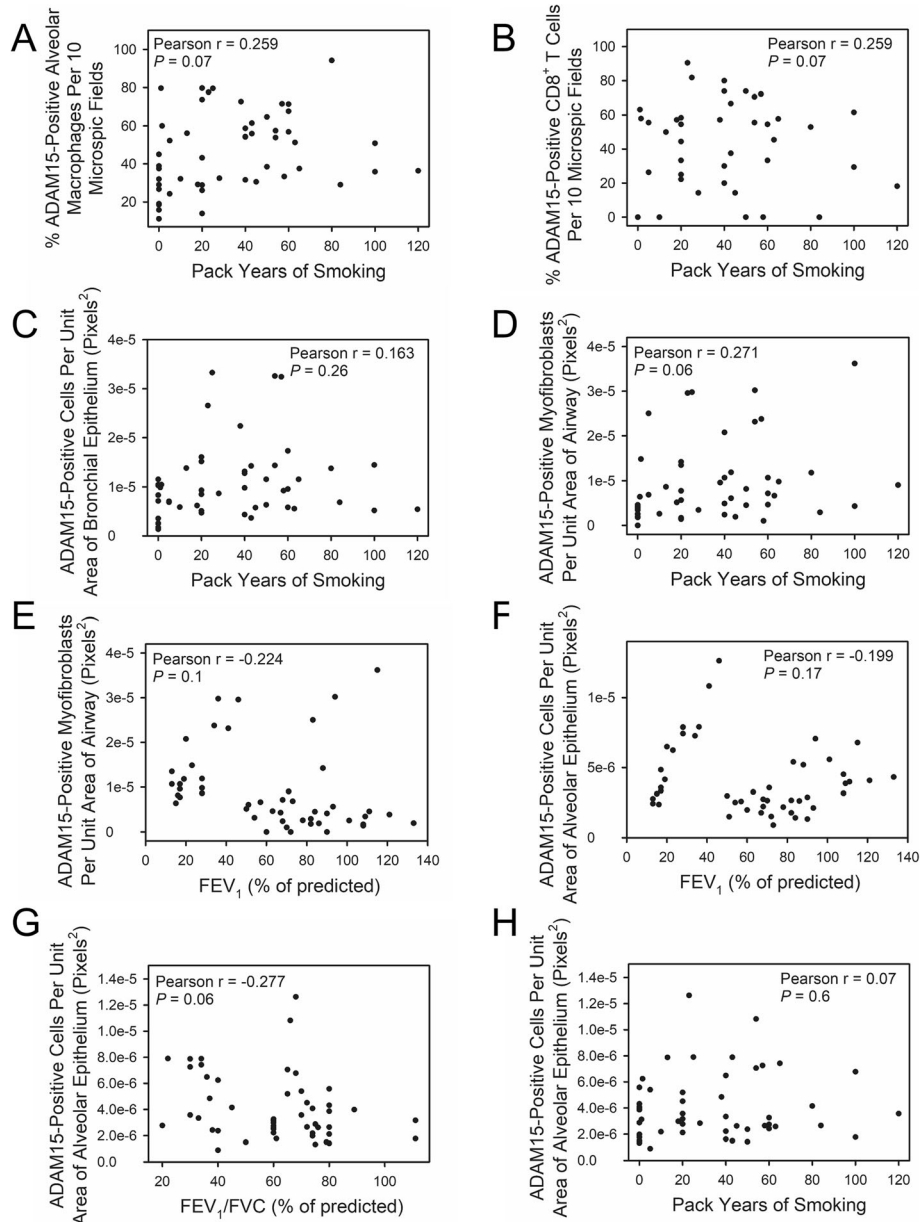 A
% ADAM15-Positive Alveolar
Macrophages Per 10
Microspic Fields
Pearson r = 0.259
P = 0.07
100
80
60
40
20
0 20 40 60 80 100 120
Pack Years of Smoking
B
% ADAM15-Positive CD8⁺ T Cells
Per 10 Microspic Fields
Pearson r = 0.259
P = 0.07
100
80
60
40
20
0
0 20 40 60 80 100 120
Pack Years of Smoking
C
ADAM15-Positive Cells Per Unit
Area of Bronchial Epithelium (Pixels²)
Pearson r = 0.163
P = 0.26
4e-5
3e-5
2e-5
1e-5
0
0 20 40 60 80 100 120
Pack Years of Smoking
D
ADAM15-Positive Myofibroblasts
Per Unit Area of Airway (Pixels²)
Pearson r = 0.271
P = 0.06
4e-5
3e-5
2e-5
1e-5
0
0 20 40 60 80 100 120
Pack Years of Smoking
E
ADAM15-Positive Myofibroblasts
Per Unit Area of Airway (Pixels²)
Pearson r = -0.224
P = 0.1
4e-5
3e-5
2e-5
1e-5
0
0 20 40 60 80 100 120 140
FEV₁ (% of predicted)
F
ADAM15-Positive Cells Per Unit
Area of Alveolar Epithelium (Pixels²)
Pearson r = -0.199
P = 0.17
1e-5
5e-6
0
0 20 40 60 80 100 120 140
FEV₁ (% of predicted)
G
ADAM15-Positive Cells Per Unit
Area of Alveolar Epithelium (Pixels²)
Pearson r = -0.277
P = 0.06
1.4e-5
1.2e-5
1.0e-5
8.0e-6
6.0e-6
4.0e-6
2.0e-6
0.0
20 40 60 80 100
FEV₁/FVC (% of predicted)
H
ADAM15-Positive Cells Per Unit
Area of Alveolar Epithelium (Pixels²)
Pearson r = 0.07
P = 0.6
1.4e-5
1.2e-5
1.0e-5
8.0e-6
6.0e-6
4.0e-6
2.0e-6
0.0
0 20 40 60 80 100 120
Pack Years of Smoking